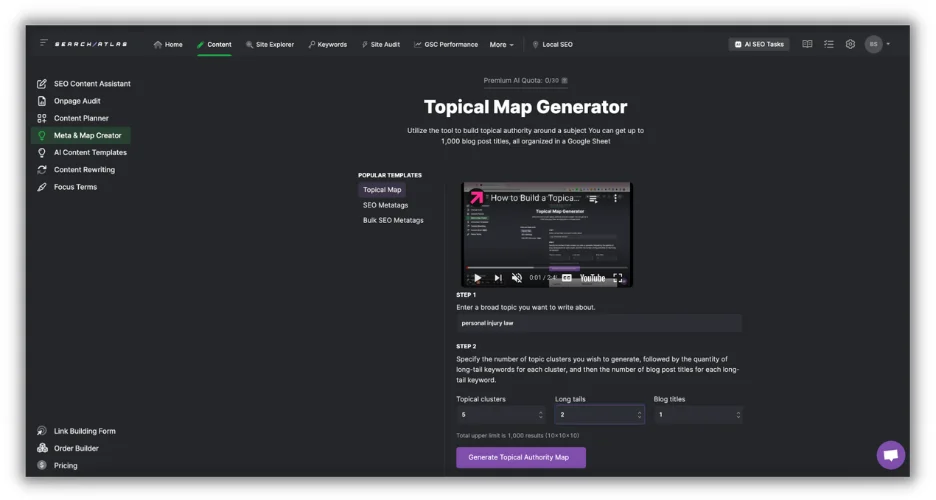 SEARCH/ATLAS
Home
Content
Site Explorer
Keywords
Site Audit
GSC Performance
More
Local SEO
AI SEO Tasks
SEO Content Assistant
Onpage Audit
Content Planner
Meta & Map Creator
AI Content Templates
Content Rewriting
Focus Terms
Link Building Form
Order Builder
Pricing
Premium AI Quota: 0/30
Topical Map Generator
Utilize the tool to build topical authority around a subject You can get up to
1,000 blog post titles, all organized in a Google Sheet
POPULAR TEMPLATES
Topical Map
SEO Metatags
Bulk SEO Metatags
How to Build a Topica...
Topical Map Generator
0:01 / 2:4
CC
YouTube
STEP 1
Enter a broad topic you want to write about.
personal injury law
STEP 2
Specify the number of topic clusters you wish to generate, followed by the quantity of
long-tail keywords for each cluster, and then the number of blog post titles for each long-
tail keyword.
Topical clusters
Long tails
Blog titles
5
2
1
Total upper limit is 1,000 results (10×10×10)
Generate Topical Authority Map